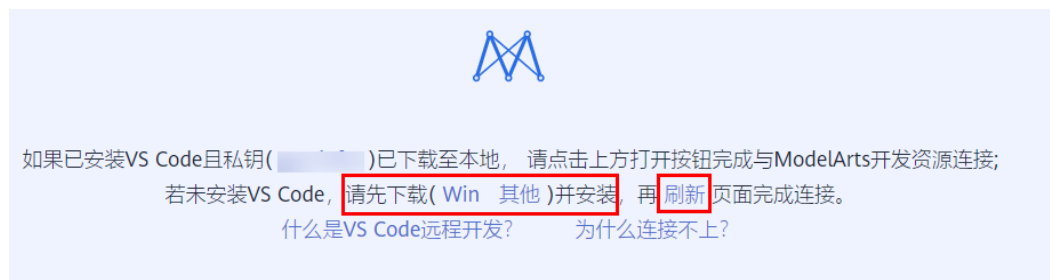 如果已安装VS Code且私钥( )已下载至本地， 请点击上方打开按钮完成与ModelArts开发资源连接;
若未安装VS Code，请先下载( Win 其他 )并安装，再 刷新 页面完成连接。
什么是VS Code远程开发? 为什么连接不上?